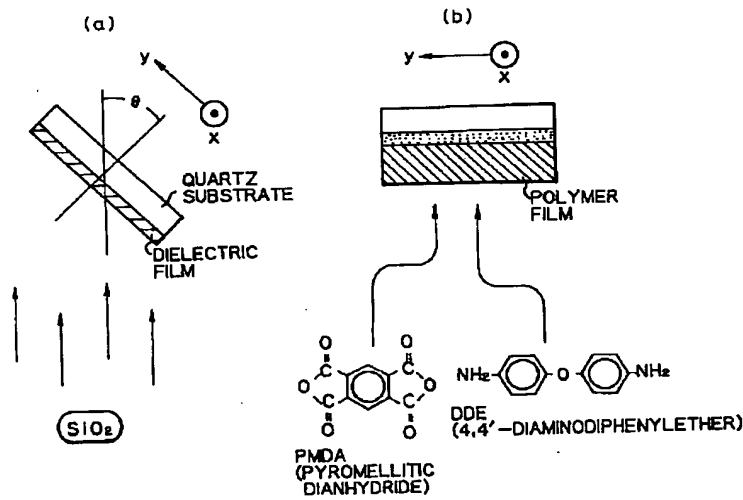 (a)
y
θ
X
QUARTZ
SUBSTRATE
DIELECTRIC
FILM
SiO₂
(b)
y
X
POLYMER
FILM
O O
C C
O O
C C
O O
PMDA
(PYROMELLITIC
DIANHYDRIDE)
NH₂ O NH₂
DDE
(4,4'-DIAMINODIPHENYLETHER)